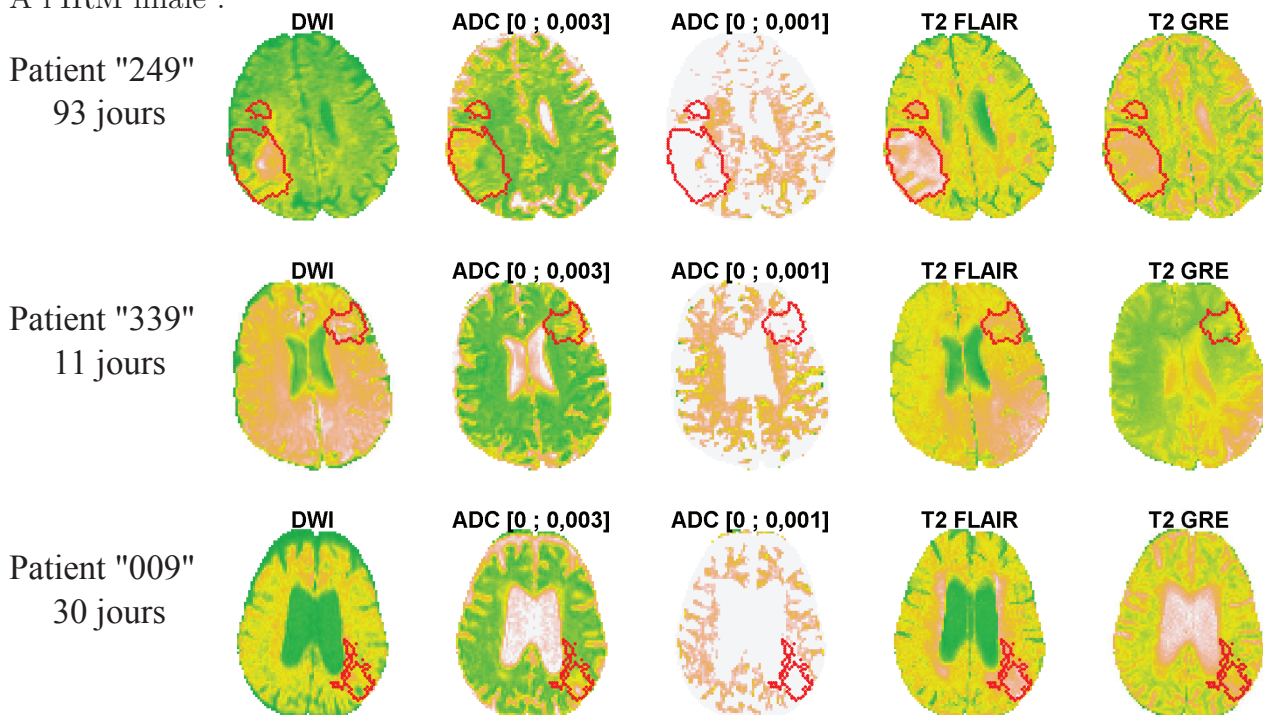 A l'IRM finale :
DWI ADC [0 ; 0,003] ADC [0 ; 0,001] T2 FLAIR T2 GRE
Patient "249"
93 jours
DWI ADC [0 ; 0,003] ADC [0 ; 0,001] T2 FLAIR T2 GRE
Patient "339"
11 jours
DWI ADC [0 ; 0,003] ADC [0 ; 0,001] T2 FLAIR T2 GRE
Patient "009"
30 jours